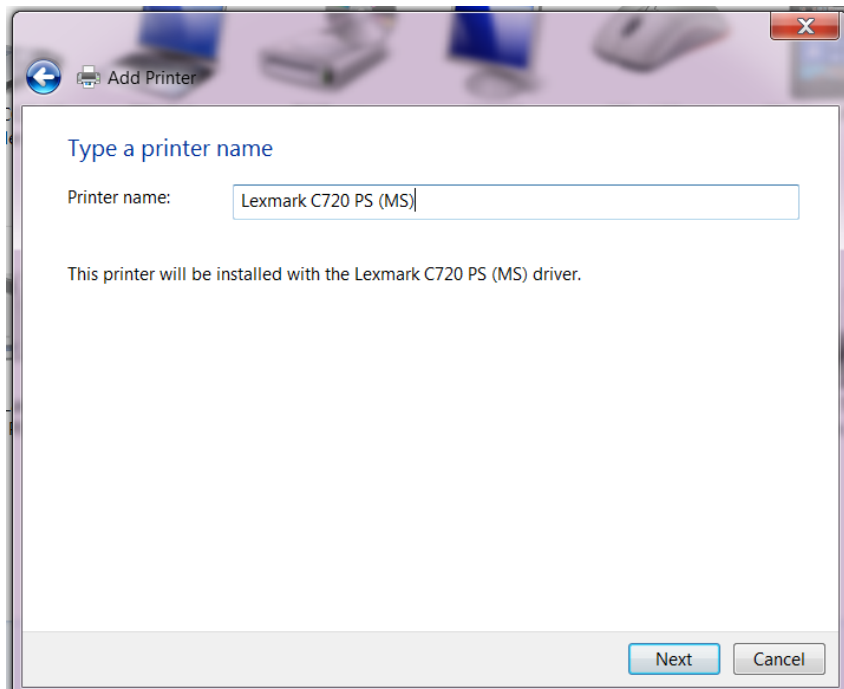 Add Printer
Type a printer name
Printer name: Lexmark C720 PS (MS)
This printer will be installed with the Lexmark C720 PS (MS) driver.
Next Cancel